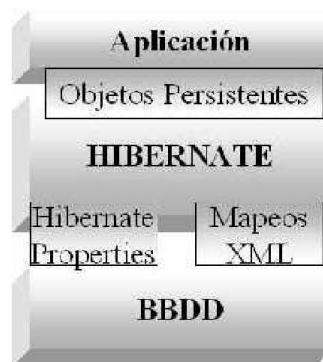 Aplicación
Objetos Persistentes
HIBERNATE
Hibernate
Properties
Mapeos
XML
BBDD